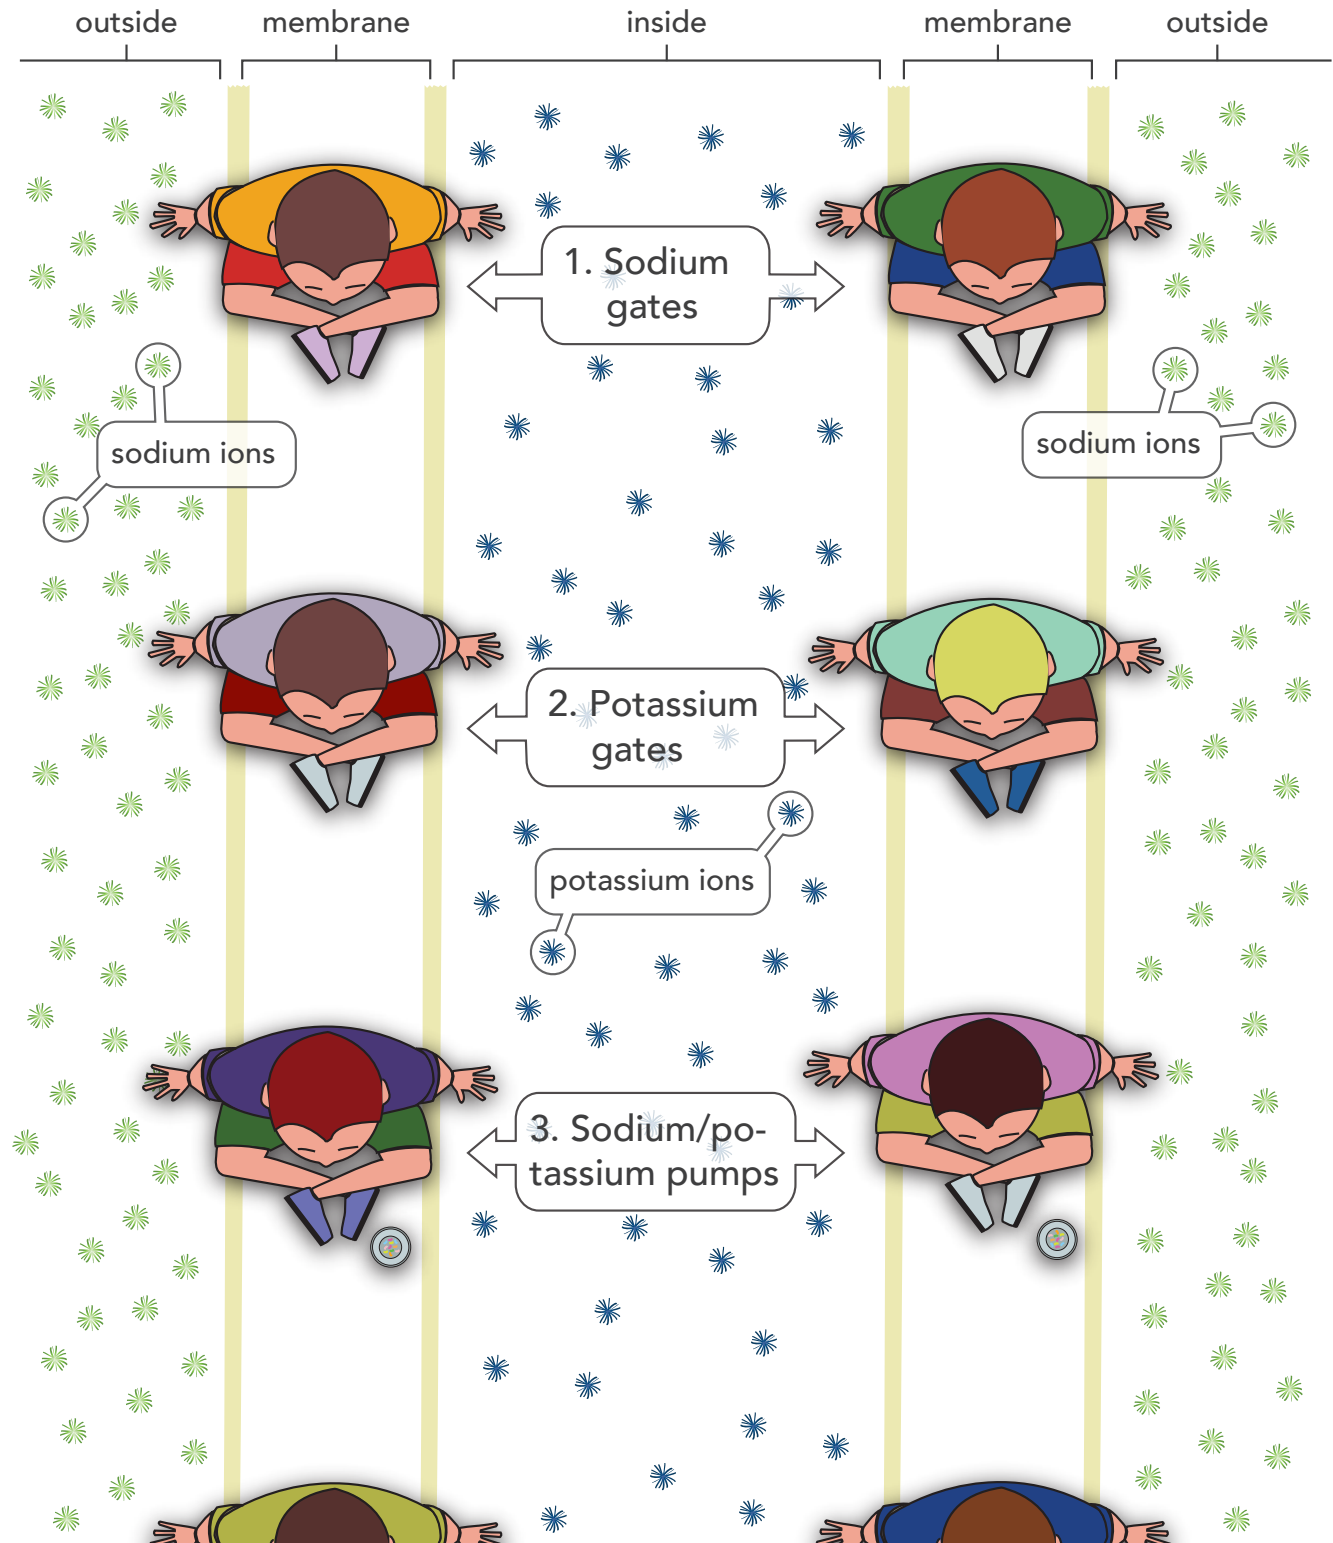 outside
membrane
inside
membrane
outside
1. Sodium
gates
sodium ions
sodium ions
2. Potassium
gates
potassium ions
3. Sodium/po-
tassium pumps